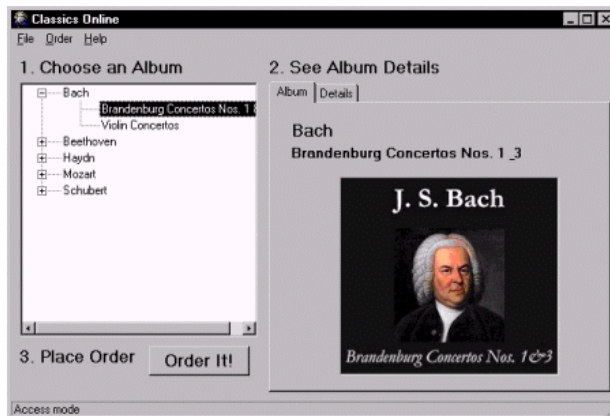 Classics Online
File Order Help
1. Choose an Album
Bach
Brandenburg Concertos Nos. 1 &
Violin Concertos
Beethoven
Haydn
Mozart
Schubert
3. Place Order
Order It!
2. See Album Details
Album Details
Bach
Brandenburg Concertos Nos. 1 _3
J. S. Bach
Brandenburg Concertos Nos. 1&3
Access mode